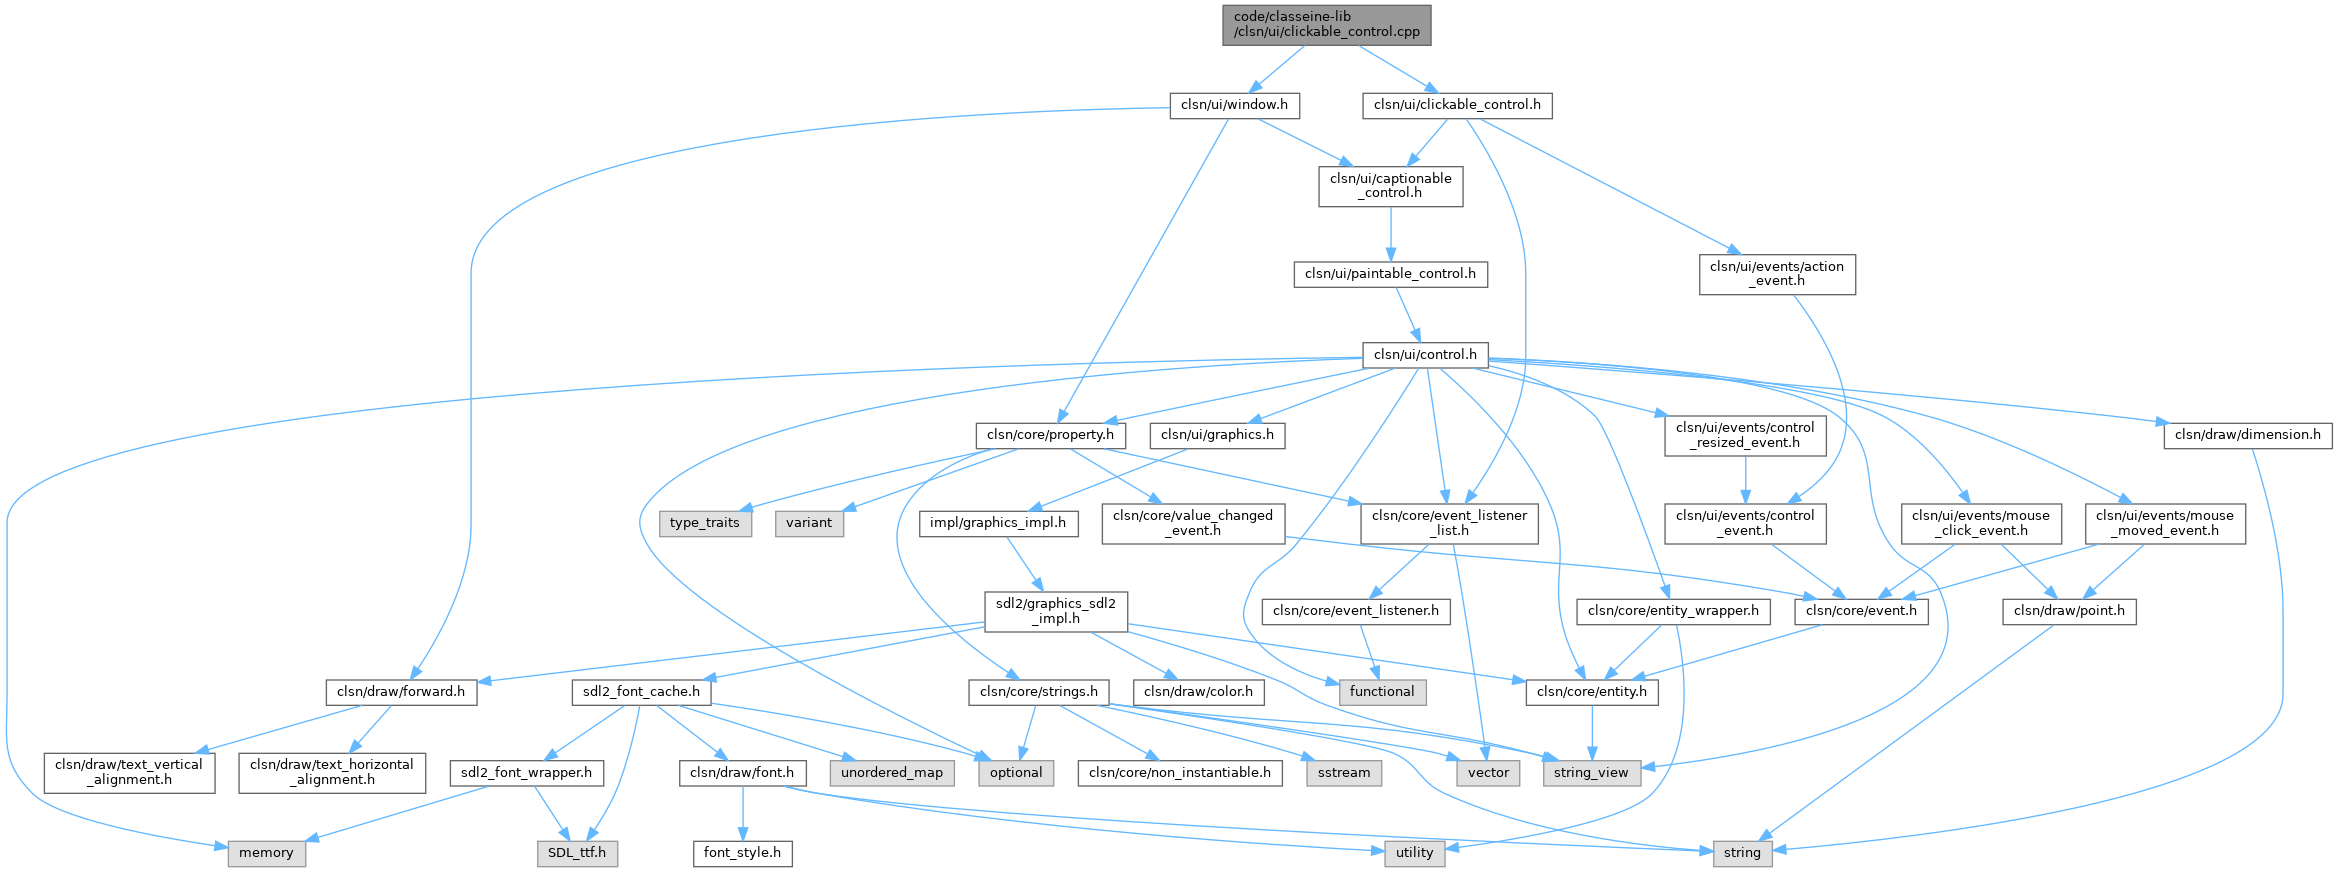 code/classeine-lib
/clsn/ui/clickable_control.cpp
clsn/ui/window.h
clsn/ui/clickable_control.h
clsn/ui/captionable
_control.h
clsn/ui/paintable_control.h
clsn/ui/events/action
_event.h
clsn/ui/control.h
clsn/core/property.h
clsn/ui/graphics.h
clsn/ui/events/control
_resized_event.h
clsn/draw/dimension.h
type_traits
variant
impl/graphics_impl.h
clsn/core/value_changed
_event.h
clsn/core/event_listener
_list.h
clsn/ui/events/control
_event.h
clsn/ui/events/mouse
_click_event.h
clsn/ui/events/mouse
_moved_event.h
sdl2/graphics_sdl2
_impl.h
clsn/core/event_listener.h
clsn/core/entity_wrapper.h
clsn/core/event.h
clsn/draw/point.h
clsn/draw/forward.h
sdl2_font_cache.h
clsn/core/strings.h
clsn/draw/color.h
functional
clsn/core/entity.h
clsn/draw/text_vertical
_alignment.h
clsn/draw/text_horizontal
_alignment.h
sdl2_font_wrapper.h
clsn/draw/font.h
unordered_map
optional
clsn/core/non_instantiable.h
sstream
vector
string_view
memory
SDL_ttf.h
font_style.h
utility
string